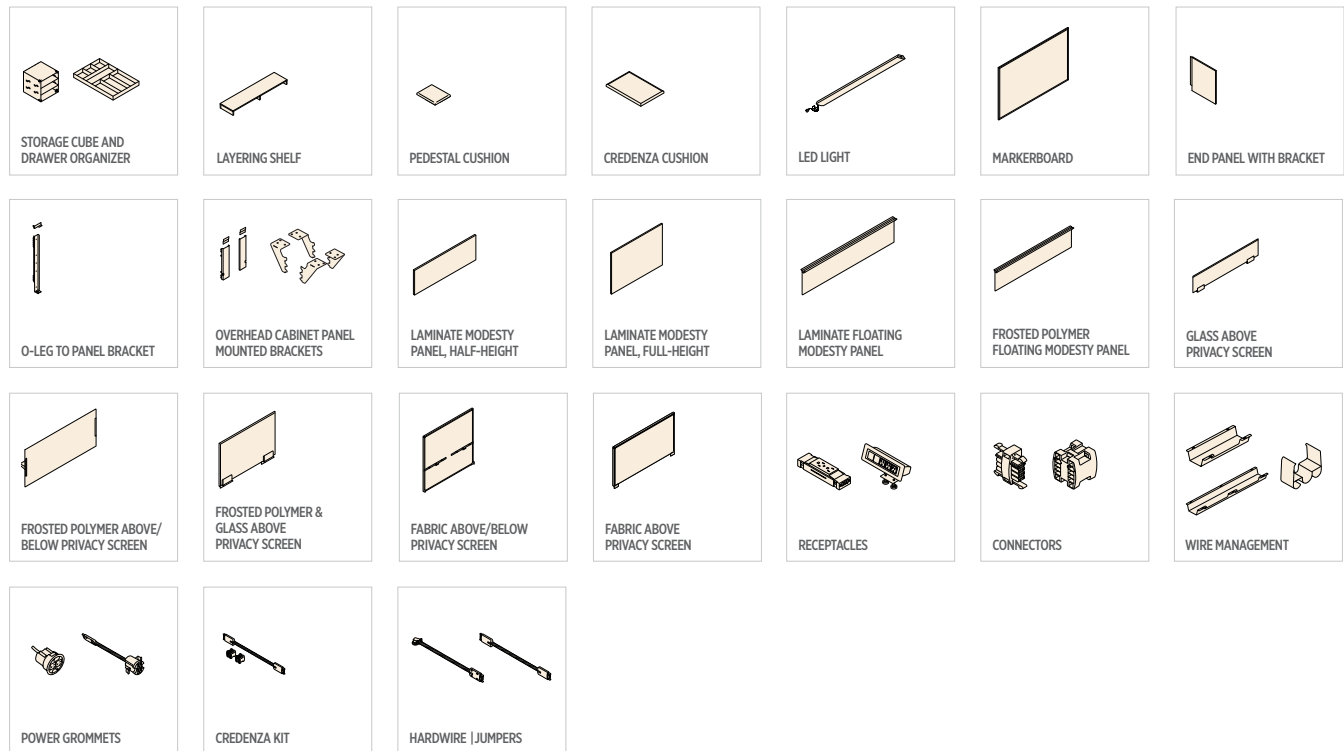 STORAGE CUBE AND
DRAWER ORGANIZER
LAYERING SHELF
PEDESTAL CUSHION
CREDENZA CUSHION
LED LIGHT
MARKERBOARD
END PANEL WITH BRACKET
O-LEG TO PANEL BRACKET
OVERHEAD CABINET PANEL
MOUNTED BRACKETS
LAMINATE MODESTY
PANEL, HALF-HEIGHT
LAMINATE MODESTY
PANEL, FULL-HEIGHT
LAMINATE FLOATING
MODESTY PANEL
FROSTED POLYMER
FLOATING MODESTY PANEL
GLASS ABOVE
PRIVACY SCREEN
FROSTED POLYMER ABOVE/
BELOW PRIVACY SCREEN
FROSTED POLYMER &
GLASS ABOVE
PRIVACY SCREEN
FABRIC ABOVE/BELOW
PRIVACY SCREEN
FABRIC ABOVE
PRIVACY SCREEN
RECEPTACLES
CONNECTORS
WIRE MANAGEMENT
POWER GROMMETS
CREDENZA KIT
HARDWIRE | JUMPERS